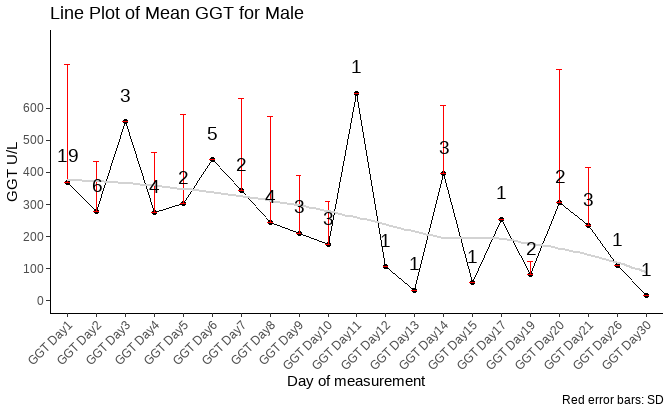 Line Plot of Mean GGT for Male
GGT U/L
600
500
400
300
200
100
0
19
6
3
4
2
5
2
4
3
3
1
1
1
3
1
1
2
2
3
1
1
GGT Day1
GGT Day2
GGT Day3
GGT Day4
GGT Day5
GGT Day6
GGT Day7
GGT Day8
GGT Day9
GGT Day10
GGT Day11
GGT Day12
GGT Day13
GGT Day14
GGT Day15
GGT Day17
GGT Day19
GGT Day20
GGT Day21
GGT Day26
GGT Day30
Day of measurement
Red error bars: SD